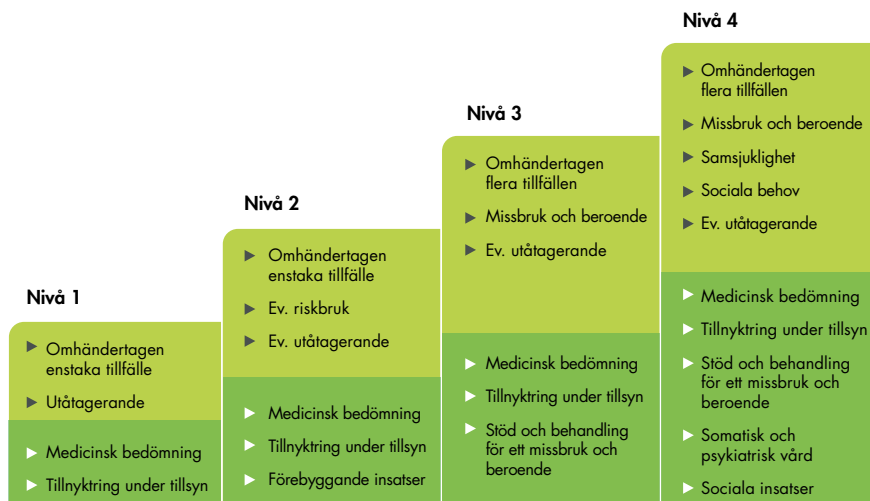 Nivå 1
Omhändertagen
enstaka tillfälle
Utåtagerande
Medicinsk bedömning
Tillnyktring under tillsyn
Nivå 2
Omhändertagen
enstaka tillfälle
Ev. riskbruk
Ev. utåtagerande
Medicinsk bedömning
Tillnyktring under tillsyn
Förebyggande insatser
Nivå 3
Omhändertagen
flera tillfällen
Missbruk och beroende
Ev. utåtagerande
Medicinsk bedömning
Tillnyktring under tillsyn
Stöd och behandling
för ett missbruk och
beroende
Nivå 4
Omhändertagen
flera tillfällen
Missbruk och beroende
Samsjuklighet
Sociala behov
Ev. utåtagerande
Medicinsk bedömning
Tillnyktring under tillsyn
Stöd och behandling
för ett missbruk och
beroende
Somatisk och
psykiatrisk vård
Sociala insatser